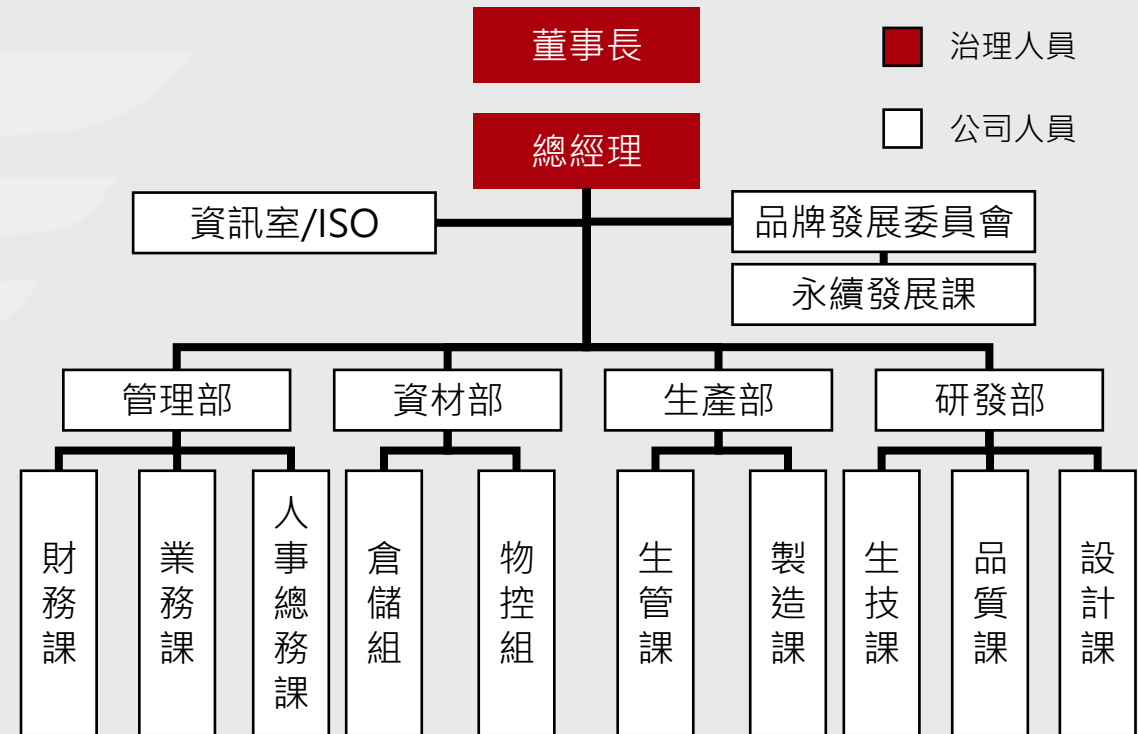 董事長
治理人員
公司人員
總經理
資訊室/ISO
品牌發展委員會
永續發展課
管理部
資材部
生產部
研發部
財務課
業務課
人事總務課
倉儲組
物控組
生管課
製造課
生技課
品質課
設計課